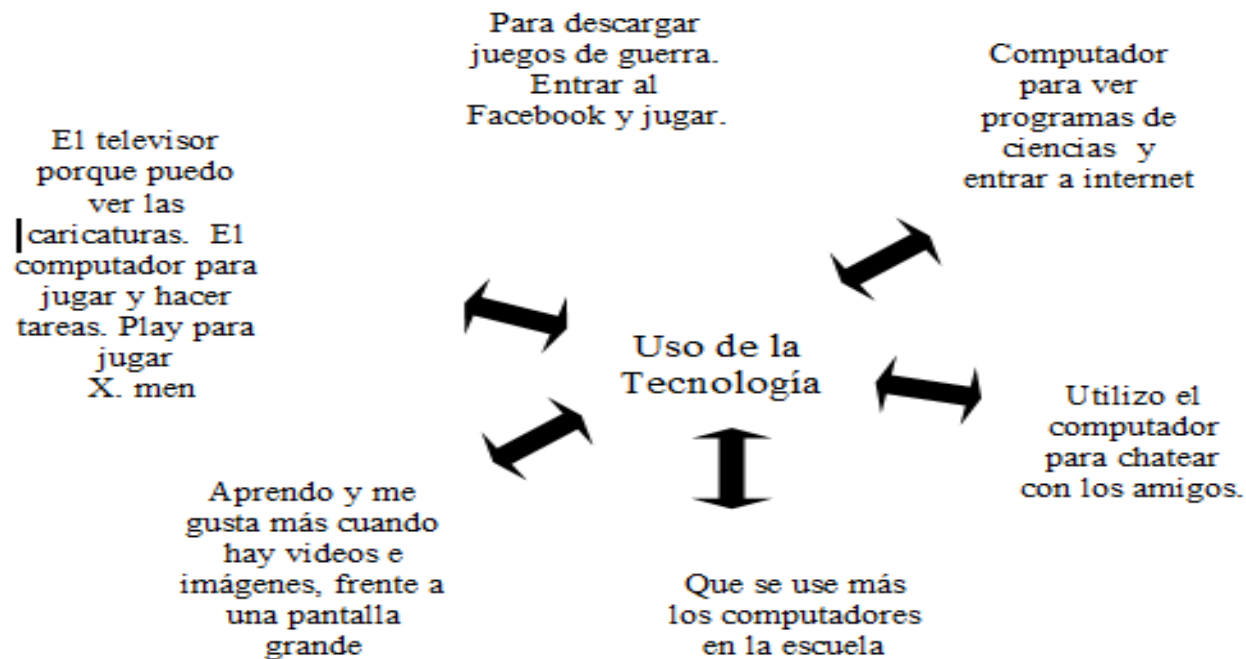 Para descargar
juegos de guerra.
Entrar al
Facebook y jugar.
Computador
para ver
programas de
ciencias y
entrar a internet
El televisor
porque puedo
ver las
caricaturas. El
computador para
jugar y hacer
tareas. Play para
jugar
X. men
Uso de la
Tecnología
Utilizo el
computador
para chatear
con los amigos.
Aprendo y me
gusta más cuando
hay videos e
imágenes, frente a
una pantalla
grande
Que se use más
los computadores
en la escuela